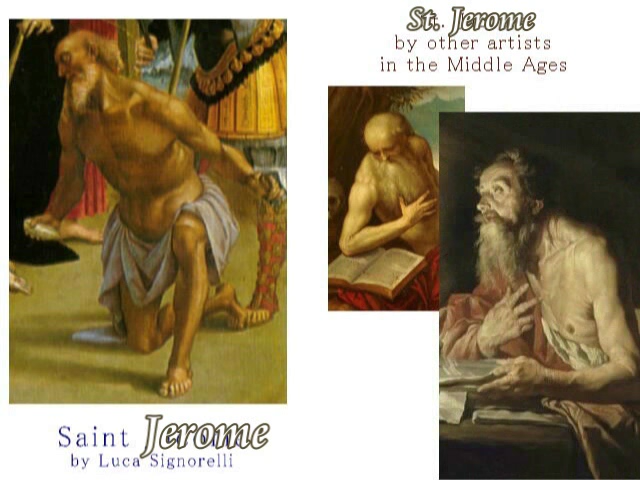 St. Jerome
by other artists
in the Middle Ages
Saint Jerome
by Luca Signorelli